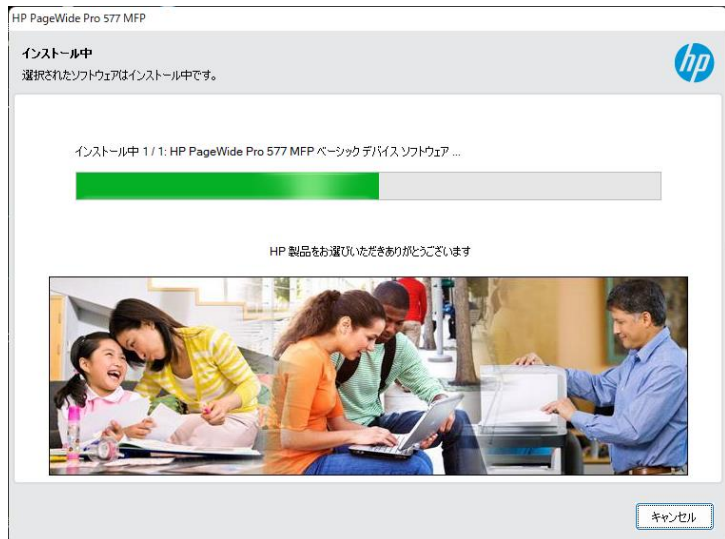 HP PageWide Pro 577 MFP
インストール中
選択されたソフトウェアはインストール中です。
hp
インストール中 1 / 1: HP PageWide Pro 577 MFP ベーシック デバイス ソフトウェア ...
HP 製品をお選びいただきありがとうございます
キャンセル